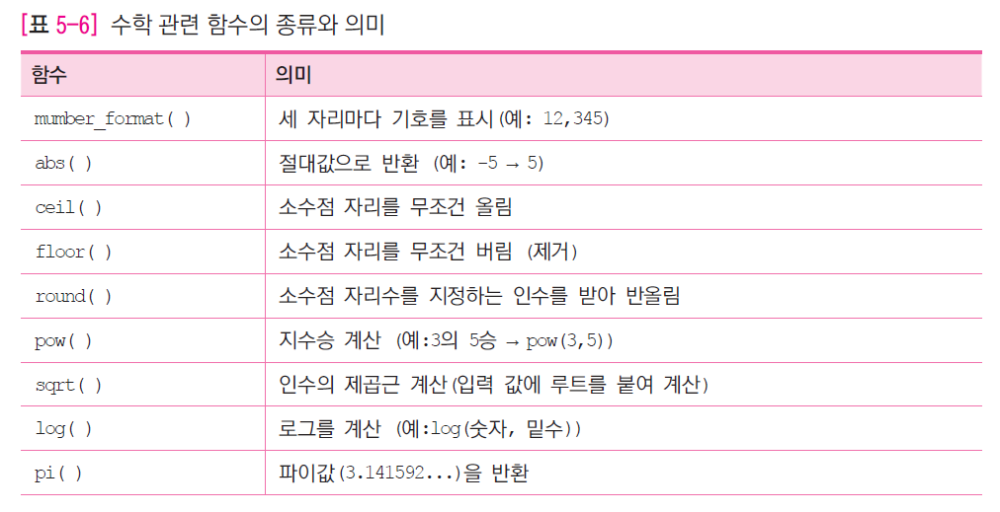 [표 5-6] 수학 관련 함수의 종류와 의미
함수 의미
mumber_format( ) 세 자리마다 기호를 표시(예: 12,345)
abs( ) 절대값으로 반환 (예: -5 → 5)
ceil( ) 소수점 자리를 무조건 올림
floor( ) 소수점 자리를 무조건 버림 (제거)
round( ) 소수점 자리수를 지정하는 인수를 받아 반올림
pow( ) 지수승 계산 (예:3의 5승 → pow(3,5))
sqrt( ) 인수의 제곱근 계산(입력 값에 루트를 붙여 계산)
log( ) 로그를 계산 (예:log(숫자, 밑수))
pi( ) 파이값(3.141592...)을 반환